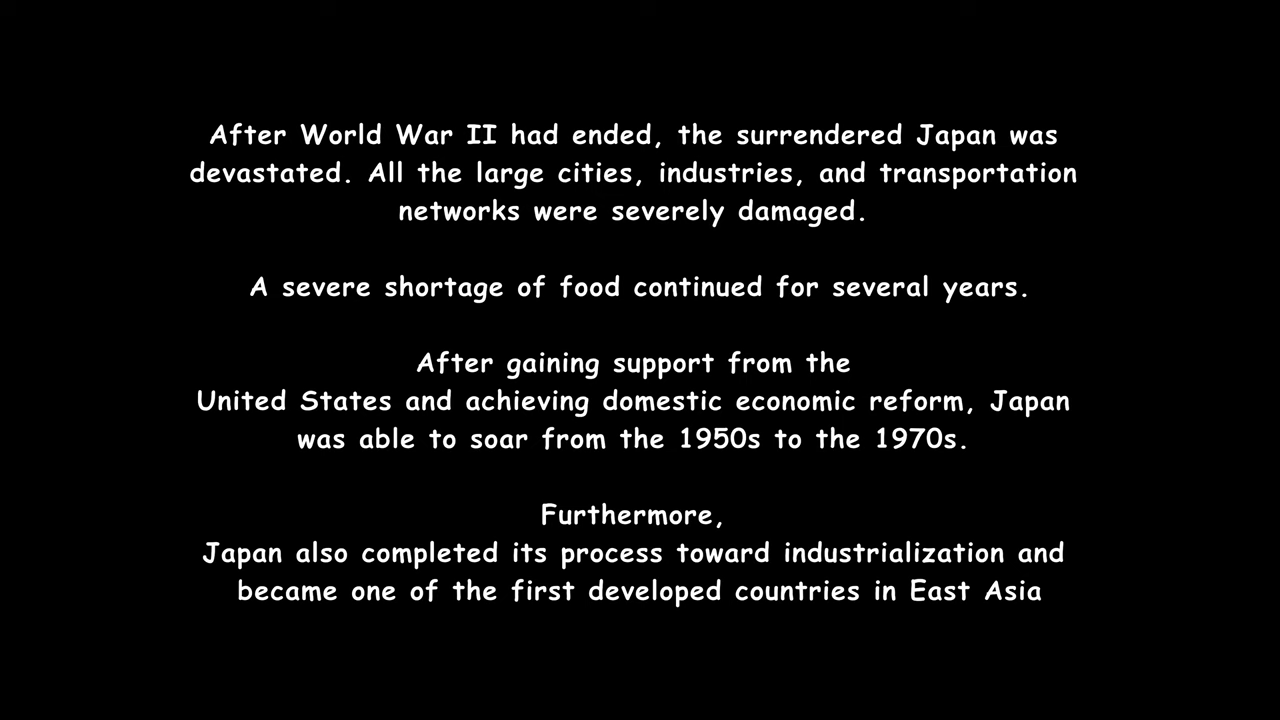 After World War II had ended, the surrendered Japan was
devastated. All the large cities, industries, and transportation
networks were severely damaged.
A severe shortage of food continued for several years.
After gaining support from the
United States and achieving domestic economic reform, Japan
was able to soar from the 1950s to the 1970s.
Furthermore,
Japan also completed its process toward industrialization and
became one of the first developed countries in East Asia